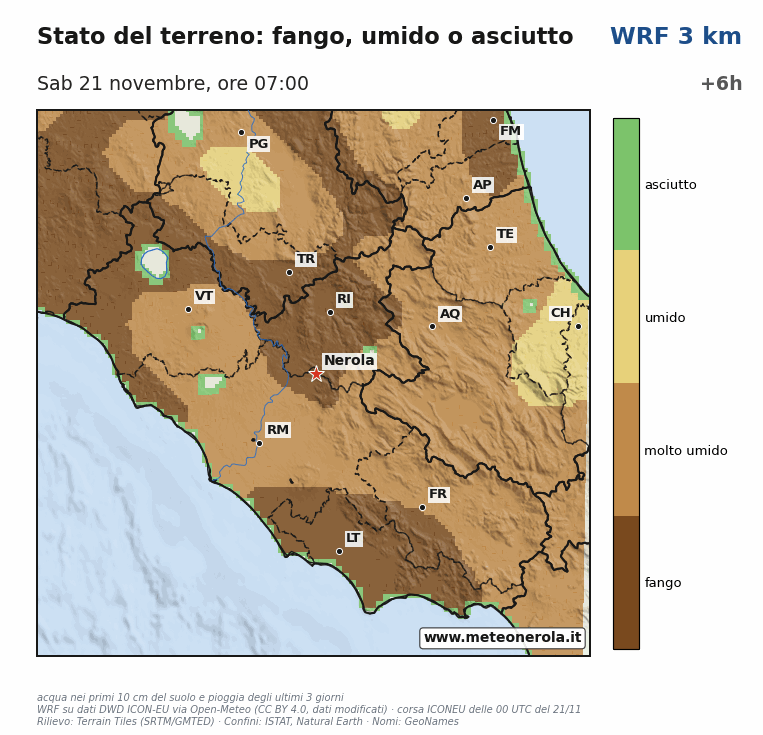 Stato del terreno: fango, umido o asciutto WRF 3 km
Sab 21 novembre, ore 07:00 +6h
FM
PG
AP
TE
TR
VT
RI
AQ
CH
Nerola
RM
FR
LT
www.meteonerola.it
asciutto
umido
molto umido
fango
acqua nei primi 10 cm del suolo e pioggia degli ultimi 3 giorni
WRF su dati DWD ICON-EU via Open-Meteo (CC BY 4.0, dati modificati) · corsa ICONEU delle 00 UTC del 21/11
Rilievo: Terrain Tiles (SRTM/GMTED) · Confini: ISTAT, Natural Earth · Nomi: GeoNames